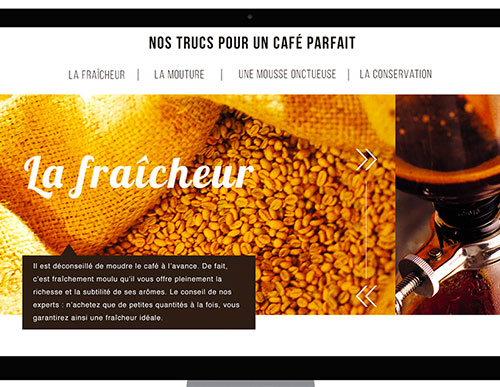 NOS TRUCS POUR UN CAFÉ PARFAIT
LA FRAÎCHEUR | LA MOUTURE | UNE MOUSSE ONCTUEUSE | LA CONSERVATION
La fraîcheur
Il est déconseillé de moudre le café à l'avance. De fait,
c'est fraîchement moulu qu'il vous offre pleinement la
richesse et la subtilité de ses arômes. Le conseil de nos
experts : n'achetez que de petites quantités à la fois, vous
garantirez ainsi une fraîcheur idéale.